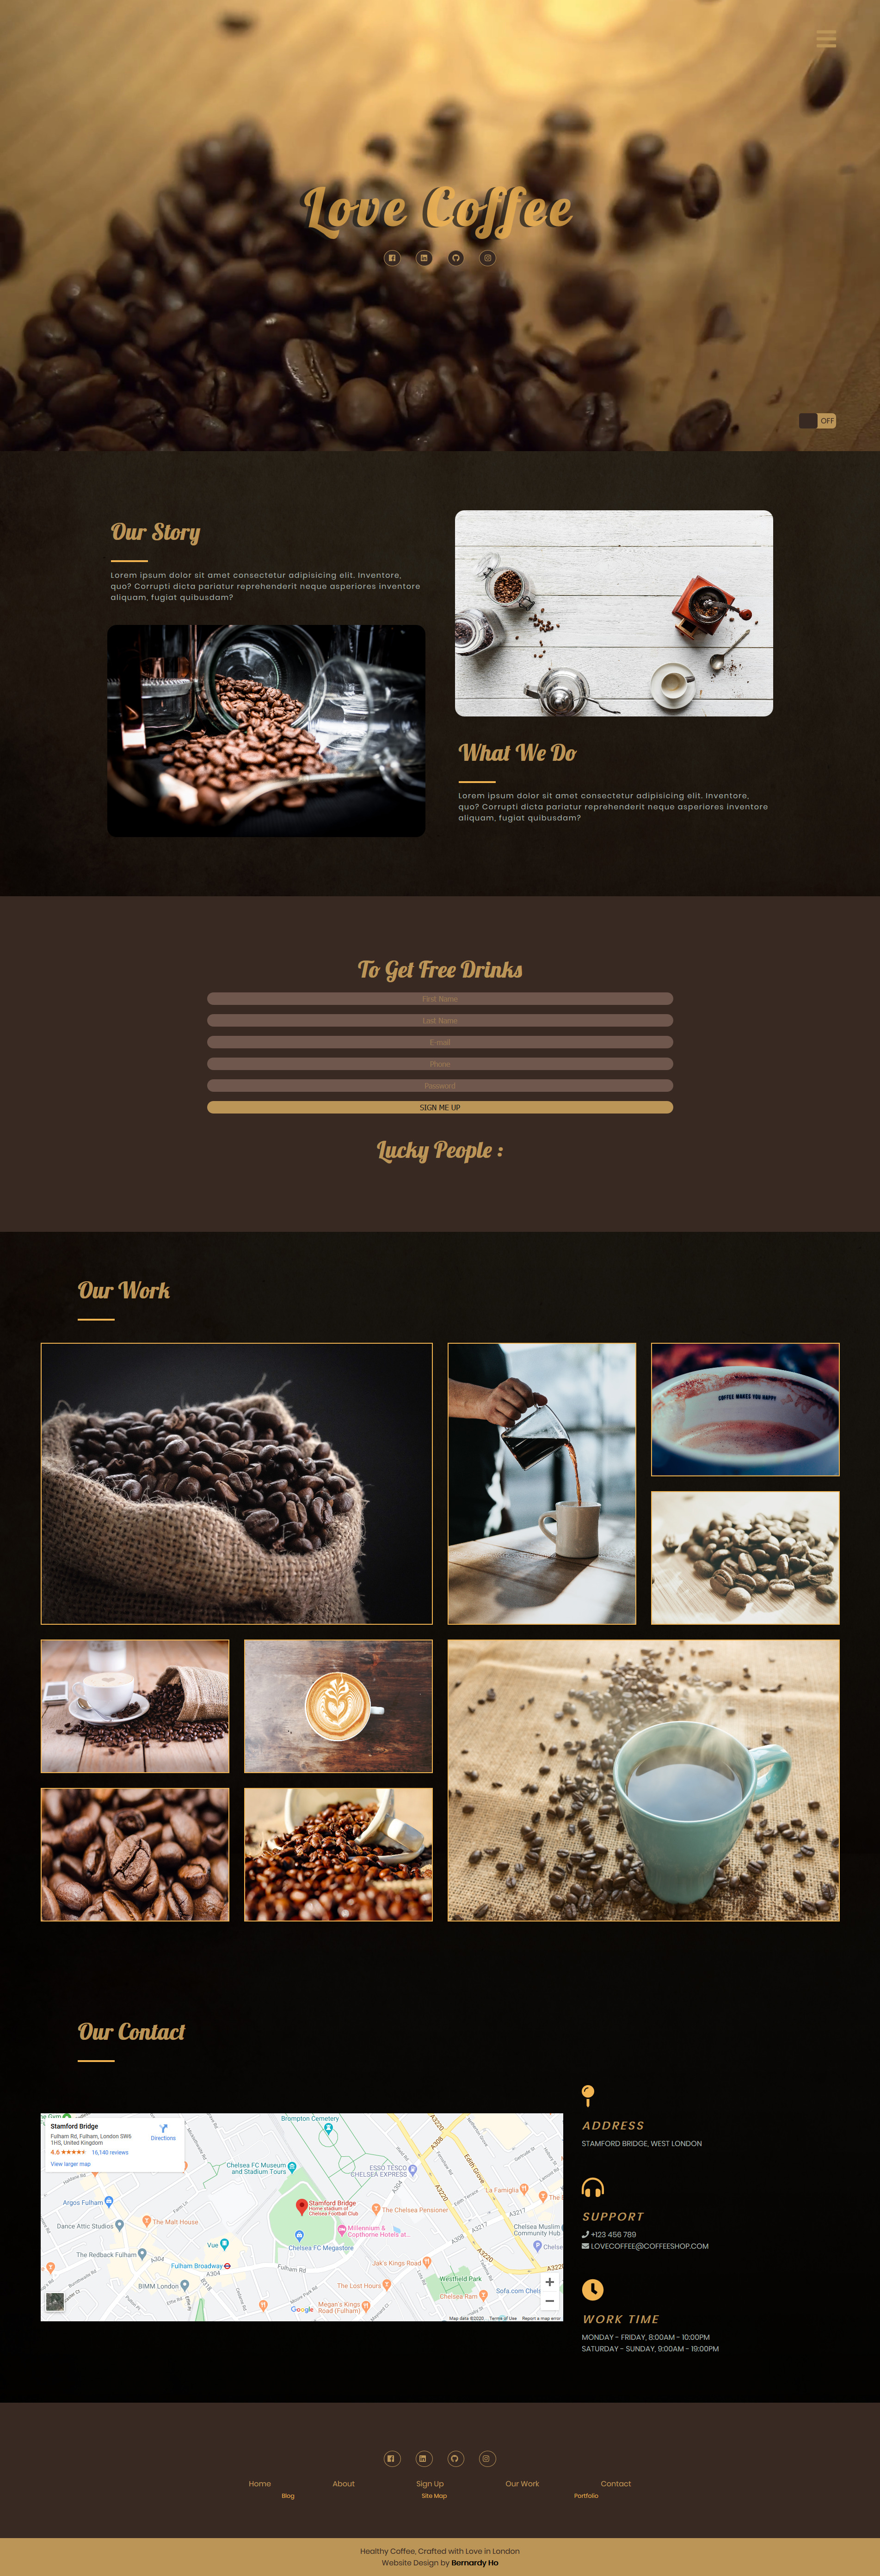 Love Coffee
OFF
Our Story
Lorem ipsum dolor sit amet consectetur adipisicing elit. Inventore,
quo? Corrupti dicta pariatur reprehenderit neque asperiores inventore
aliquam, fugiat quibusdam?
What We Do
Lorem ipsum dolor sit amet consectetur adipisicing elit. Inventore,
quo? Corrupti dicta pariatur reprehenderit neque asperiores inventore
aliquam, fugiat quibusdam?
To Get Free Drinks
First Name
Last Name
E-mail
Phone
Password
SIGN ME UP
Lucky People :
Our Work
COFFEE MAKES YOU HAPPY
Our Contact
Stamford Bridge
Fulham Rd, Fulham, London SW6
1HS, United Kingdom
4.6
16,140 reviews
View larger map
Directions
Brompton Cemetery
Chelsea FC Museum
and Stadium Tours
ESSO TESCO
CHELSEA EXPRESS
A308
A3220
Edith Grove
A304
La Famiglia
The
Argos Fulham
Stamford Bridge
Home stadium of
Chelsea Football Club
The Chelsea Pensioner
The Mall House
Dance Attic Studios
Millennium &
Copthorne Hotels at...
Chelsea Muslim
Community Hub
Vue
Chelsea FC Megastore
The Redback Fulham
A304
Fulham Broadway
Fulham Rd
Jak's Kings Road
BIMM London
B318
The Lost Hours
Westfield Park
Chelsea Ram
Sofa.com Chelsea
Megan's Kings
Road (Fulham)
Google
Map data ©2020
Terms of Use
Report a map error
ADDRESS
STAMFORD BRIDGE, WEST LONDON
SUPPORT
+123 456 789
LOVECOFFEE@COFFEESHOP.COM
WORK TIME
MONDAY - FRIDAY, 8:00AM - 10:00PM
SATURDAY - SUNDAY, 9:00AM - 19:00PM
Home About Sign Up Our Work Contact
Blog Site Map Portfolio
Healthy Coffee, Crafted with Love in London
Website Design by Bernardy Ho